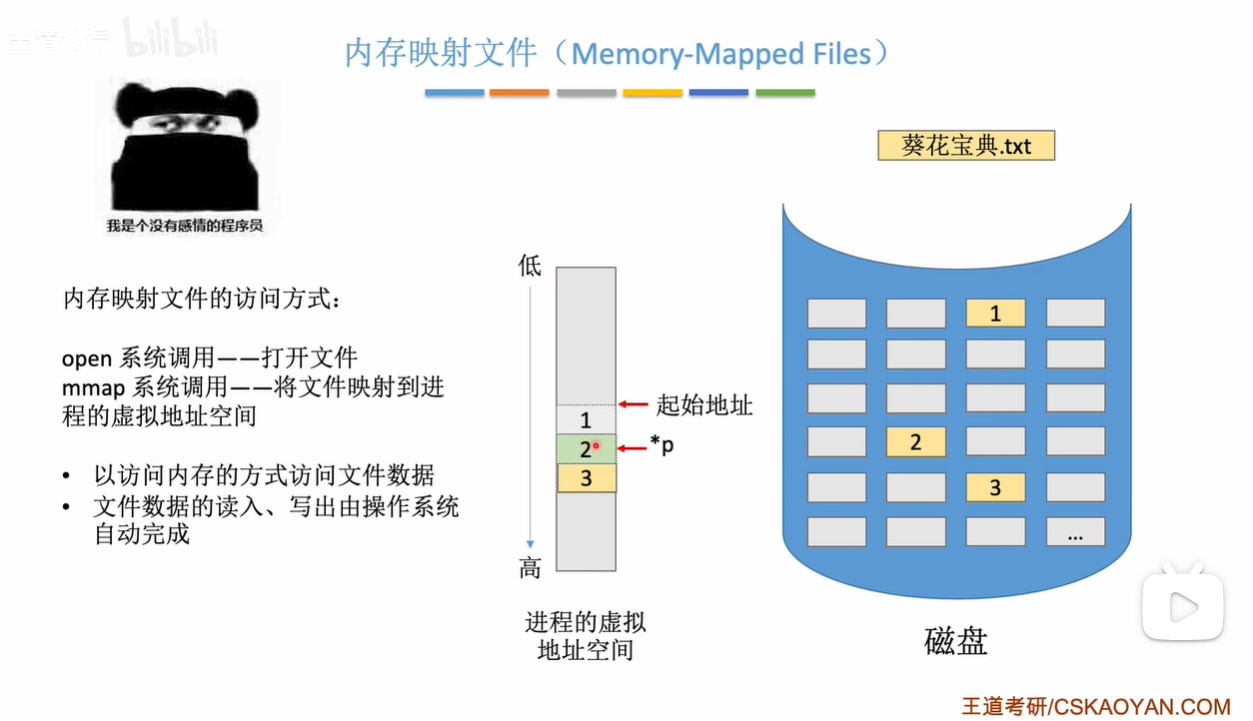 bilibili
内存映射文件（Memory-Mapped Files）
葵花宝典.txt
我是个没有感情的程序员
内存映射文件的访问方式：
open 系统调用——打开文件
mmap 系统调用——将文件映射到进
程的虚拟地址空间
• 以访问内存的方式访问文件数据
• 文件数据的读入、写出由操作系统
自动完成
低
起始地址
1
2
*p
3
高
进程的虚拟
地址空间
1
2
3
...
磁盘
王道考研/CSKAOYAN.COM